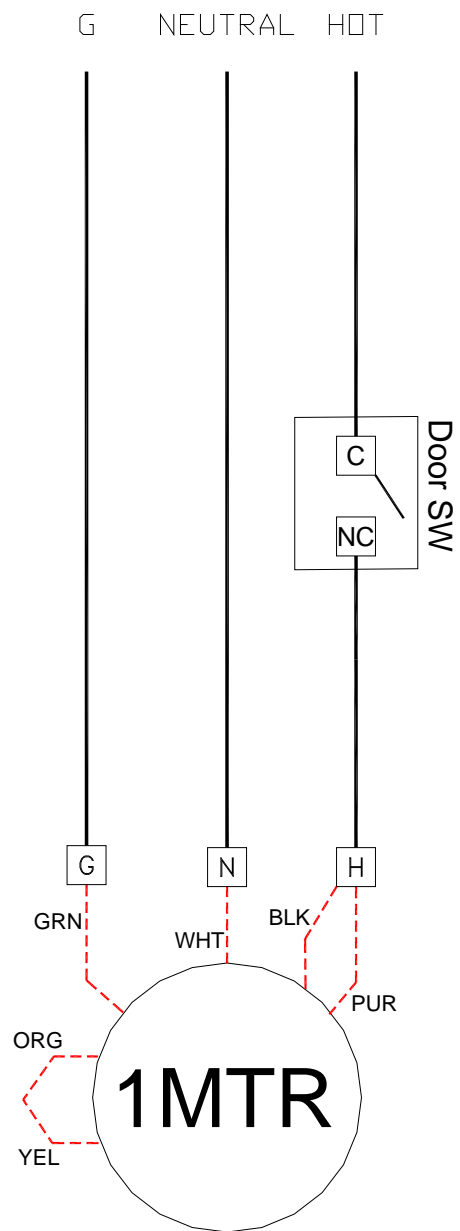 G NEUTRAL HOT
Door SW
C
NC
G N H
GRN
WHT
BLK
PUR
ORG
1MTR
YEL